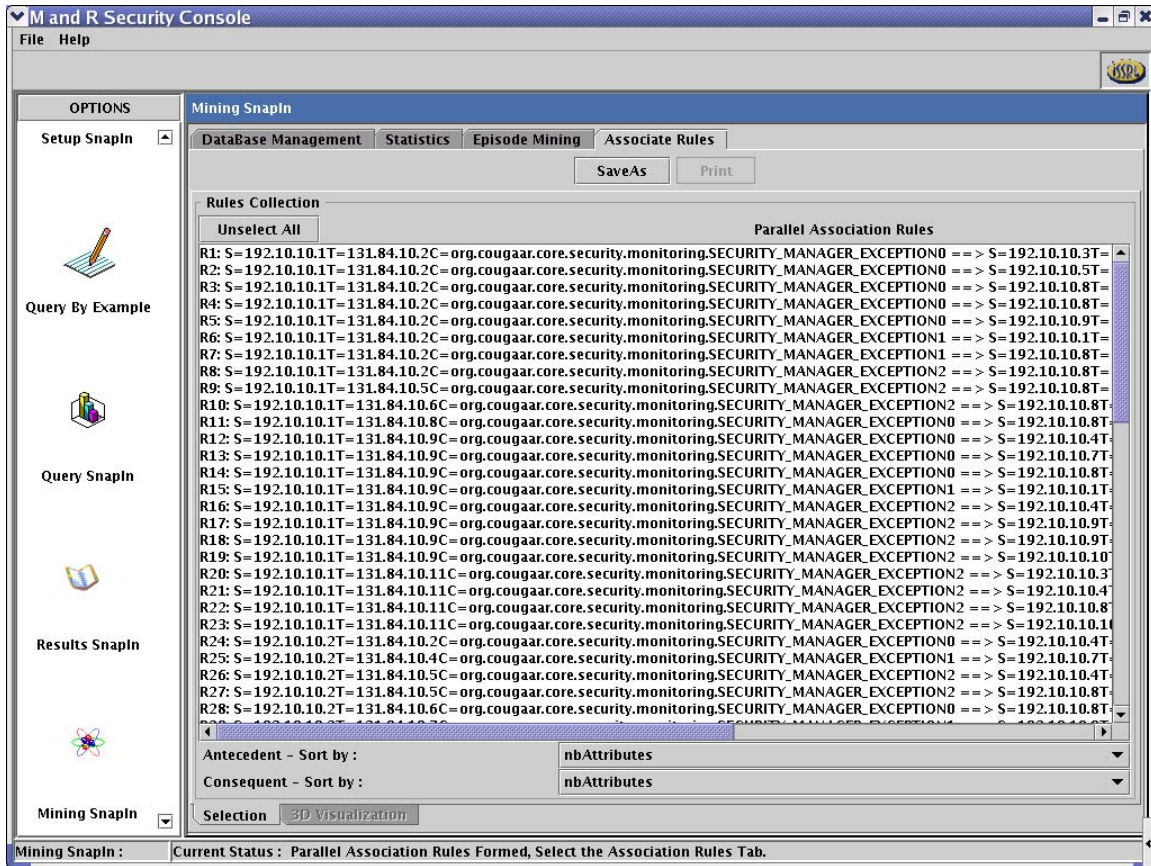 M and R Security Console
File Help
ISSRL
OPTIONS
Setup SnapIn
Query By Example
Query SnapIn
Results SnapIn
Mining SnapIn
Mining SnapIn
DataBase Management Statistics Episode Mining Associate Rules
SaveAs Print
Rules Collection
Unselect All Parallel Association Rules
R1: S=192.10.10.1T=131.84.10.2C=org.cougaar.core.security.monitoring.SECURITY_MANAGER_EXCEPTION0 ==> S=192.10.10.3T=
R2: S=192.10.10.1T=131.84.10.2C=org.cougaar.core.security.monitoring.SECURITY_MANAGER_EXCEPTION0 ==> S=192.10.10.5T=
R3: S=192.10.10.1T=131.84.10.2C=org.cougaar.core.security.monitoring.SECURITY_MANAGER_EXCEPTION0 ==> S=192.10.10.8T=
R4: S=192.10.10.1T=131.84.10.2C=org.cougaar.core.security.monitoring.SECURITY_MANAGER_EXCEPTION0 ==> S=192.10.10.8T=
R5: S=192.10.10.1T=131.84.10.2C=org.cougaar.core.security.monitoring.SECURITY_MANAGER_EXCEPTION0 ==> S=192.10.10.9T=
R6: S=192.10.10.1T=131.84.10.2C=org.cougaar.core.security.monitoring.SECURITY_MANAGER_EXCEPTION1 ==> S=192.10.10.1T=
R7: S=192.10.10.1T=131.84.10.2C=org.cougaar.core.security.monitoring.SECURITY_MANAGER_EXCEPTION1 ==> S=192.10.10.8T=
R8: S=192.10.10.1T=131.84.10.2C=org.cougaar.core.security.monitoring.SECURITY_MANAGER_EXCEPTION2 ==> S=192.10.10.8T=
R9: S=192.10.10.1T=131.84.10.5C=org.cougaar.core.security.monitoring.SECURITY_MANAGER_EXCEPTION2 ==> S=192.10.10.8T=
R10: S=192.10.10.1T=131.84.10.6C=org.cougaar.core.security.monitoring.SECURITY_MANAGER_EXCEPTION2 ==> S=192.10.10.8T=
R11: S=192.10.10.1T=131.84.10.8C=org.cougaar.core.security.monitoring.SECURITY_MANAGER_EXCEPTION0 ==> S=192.10.10.8T=
R12: S=192.10.10.1T=131.84.10.9C=org.cougaar.core.security.monitoring.SECURITY_MANAGER_EXCEPTION0 ==> S=192.10.10.4T=
R13: S=192.10.10.1T=131.84.10.9C=org.cougaar.core.security.monitoring.SECURITY_MANAGER_EXCEPTION0 ==> S=192.10.10.7T=
R14: S=192.10.10.1T=131.84.10.9C=org.cougaar.core.security.monitoring.SECURITY_MANAGER_EXCEPTION0 ==> S=192.10.10.8T=
R15: S=192.10.10.1T=131.84.10.9C=org.cougaar.core.security.monitoring.SECURITY_MANAGER_EXCEPTION1 ==> S=192.10.10.1T=
R16: S=192.10.10.1T=131.84.10.9C=org.cougaar.core.security.monitoring.SECURITY_MANAGER_EXCEPTION2 ==> S=192.10.10.4T=
R17: S=192.10.10.1T=131.84.10.9C=org.cougaar.core.security.monitoring.SECURITY_MANAGER_EXCEPTION2 ==> S=192.10.10.9T=
R18: S=192.10.10.1T=131.84.10.9C=org.cougaar.core.security.monitoring.SECURITY_MANAGER_EXCEPTION2 ==> S=192.10.10.9T=
R19: S=192.10.10.1T=131.84.10.9C=org.cougaar.core.security.monitoring.SECURITY_MANAGER_EXCEPTION2 ==> S=192.10.10.10T
R20: S=192.10.10.1T=131.84.10.11C=org.cougaar.core.security.monitoring.SECURITY_MANAGER_EXCEPTION2 ==> S=192.10.10.3T
R21: S=192.10.10.1T=131.84.10.11C=org.cougaar.core.security.monitoring.SECURITY_MANAGER_EXCEPTION2 ==> S=192.10.10.4T
R22: S=192.10.10.1T=131.84.10.11C=org.cougaar.core.security.monitoring.SECURITY_MANAGER_EXCEPTION2 ==> S=192.10.10.8T
R23: S=192.10.10.1T=131.84.10.11C=org.cougaar.core.security.monitoring.SECURITY_MANAGER_EXCEPTION2 ==> S=192.10.10.10
R24: S=192.10.10.2T=131.84.10.2C=org.cougaar.core.security.monitoring.SECURITY_MANAGER_EXCEPTION0 ==> S=192.10.10.4T=
R25: S=192.10.10.2T=131.84.10.4C=org.cougaar.core.security.monitoring.SECURITY_MANAGER_EXCEPTION1 ==> S=192.10.10.7T=
R26: S=192.10.10.2T=131.84.10.5C=org.cougaar.core.security.monitoring.SECURITY_MANAGER_EXCEPTION2 ==> S=192.10.10.4T=
R27: S=192.10.10.2T=131.84.10.5C=org.cougaar.core.security.monitoring.SECURITY_MANAGER_EXCEPTION2 ==> S=192.10.10.8T=
R28: S=192.10.10.2T=131.84.10.6C=org.cougaar.core.security.monitoring.SECURITY_MANAGER_EXCEPTION0 ==> S=192.10.10.8T=
Antecedent - Sort by : nbAttributes
Consequent - Sort by : nbAttributes
Selection 3D Visualization
Mining SnapIn : Current Status : Parallel Association Rules Formed, Select the Association Rules Tab.